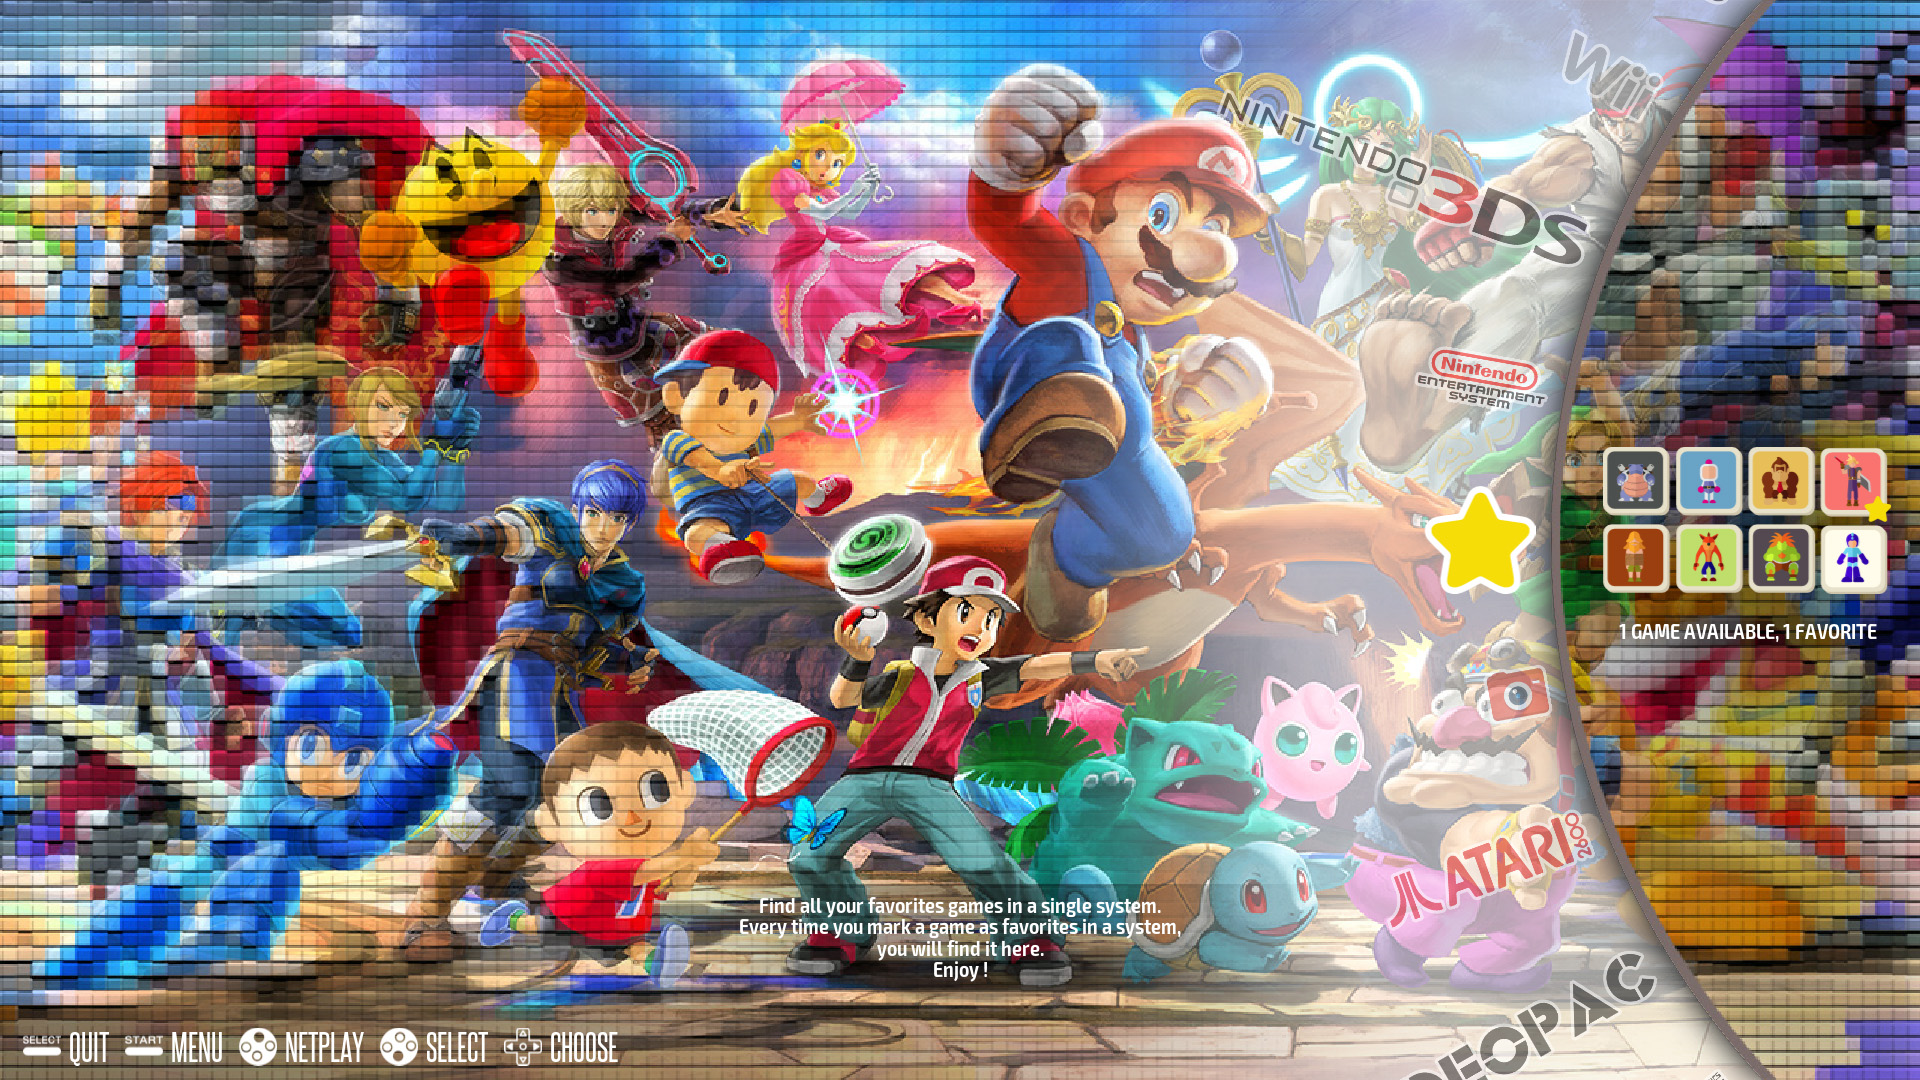 Wii
NINTENDO 3DS
Nintendo
ENTERTAINMENT
SYSTEM
1 GAME AVAILABLE, 1 FAVORITE
ATARI 2600
Find all your favorites games in a single system.
Every time you mark a game as favorites in a system,
you will find it here.
Enjoy !
EOPAC
SELECT QUIT START MENU NETPLAY SELECT CHOOSE